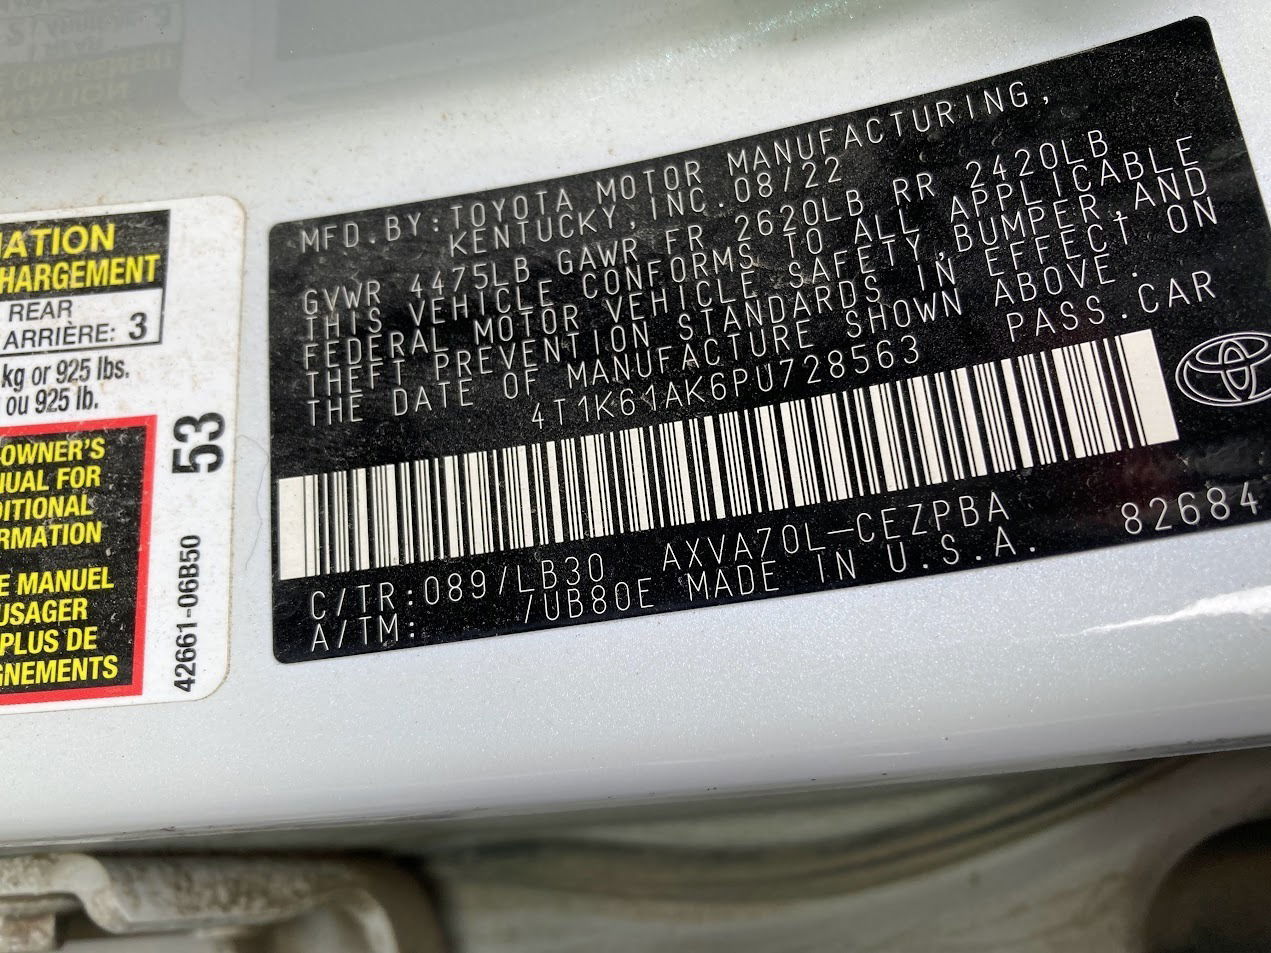 MATION
HARGEMENT
REAR
ARRIÈRE: 3
kg or 925 lbs.
ou 925 lb.
OWNER'S
UAL FOR
DITIONAL
RMATION
E MANUEL
USAGER
PLUS DE
GNEMENTS
53
42661-06B50
MFD.BY:TOYOTA MOTOR MANUFACTURING,
KENTUCKY, INC.08/22
GVWR 4475LB GAWR FR 2620LB RR 2420LB
THIS VEHICLE CONFORMS TO ALL APPLICABLE
FEDERAL MOTOR VEHICLE SAFETY,BUMPER,AND
THEFT PREVENTION STANDARDS IN EFFECT ON
THE DATE OF MANUFACTURE SHOWN ABOVE.
4T1K61AK6PU728563 PASS.CAR
C/TR:089/LB30 AXVA70L-CEZPBA
A/TM: /UB80E MADE IN U.S.A. 82684